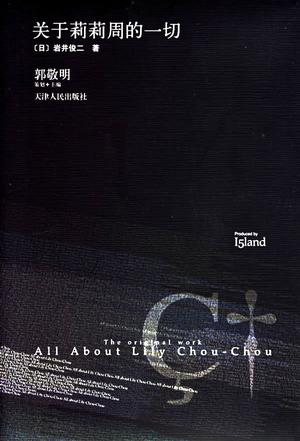 关于莉莉周的一切
〔日〕岩井俊二 著
郭敬明
策划+主编
天津人民出版社
Produced by
I5land
The original work
All About Lily Chou-Chou
Ç†